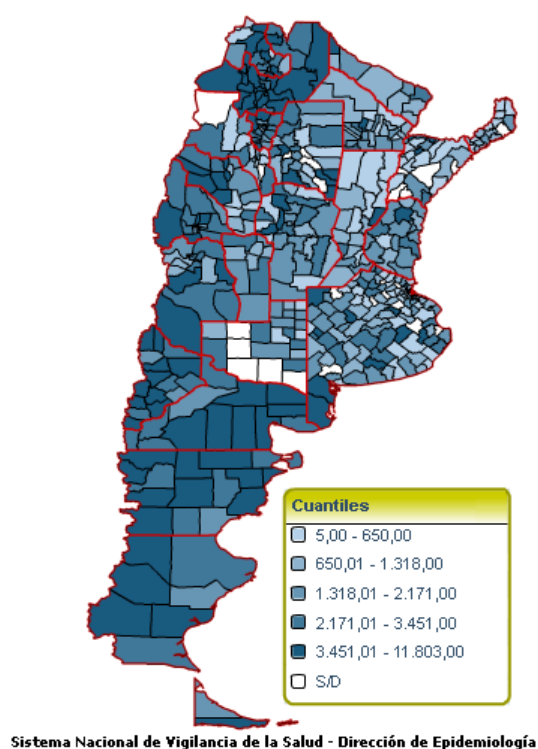 Cuantiles
5,00 - 650,00
650,01 - 1.318,00
1.318,01 - 2.171,00
2.171,01 - 3.451,00
3.451,01 - 11.803,00
S/D
Sistema Nacional de Vigilancia de la Salud - Dirección de Epidemiología